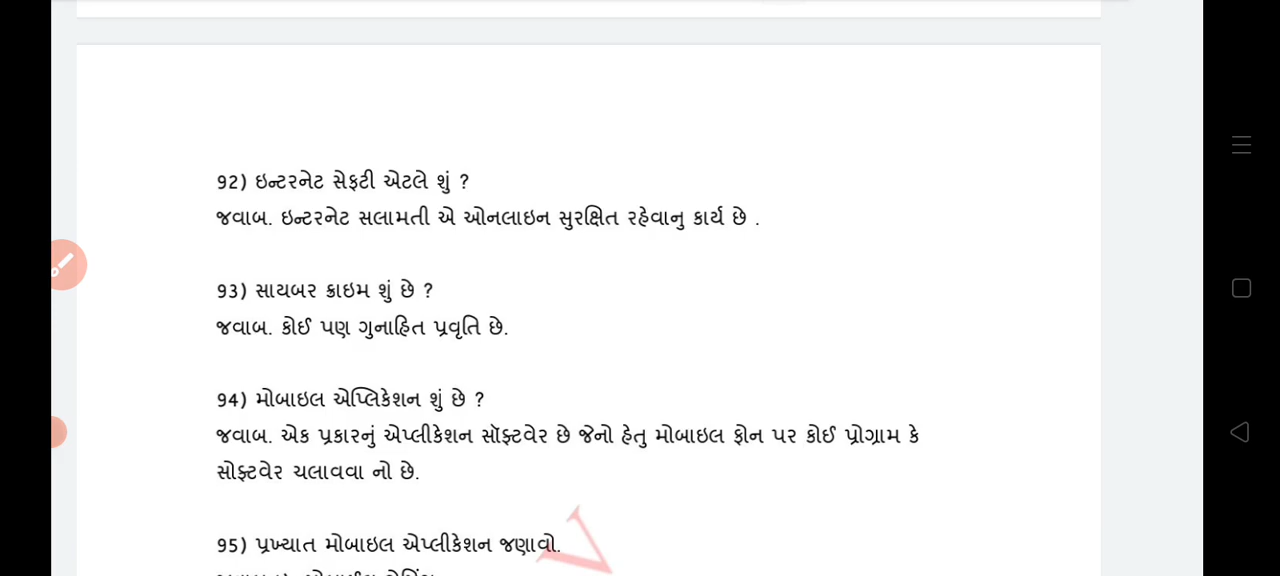 92) ઇન્ટરનેટ સેફટી એટલે શું ?
જવાબ. ઇન્ટરનેટ સલામતી એ ઓનલાઇન સુરક્ષિત રહેવાનુ કાર્ય છે .
93) સાયબર ક્રાઇમ શું છે ?
જવાબ. કોઈ પણ ગુનાહિત પ્રવૃતિ છે.
94) મોબાઇલ એપ્લિકેશન શું છે ?
જવાબ. એક પ્રકારનું એપ્લીકેશન સૉફ્ટવેર છે જેનો હેતુ મોબાઇલ ફોન પર કોઈ પ્રોગ્રામ કે
સોફ્ટવેર ચલાવવા નો છે.
95) પ્રખ્યાત મોબાઇલ એપ્લીકેશન જણાવો.